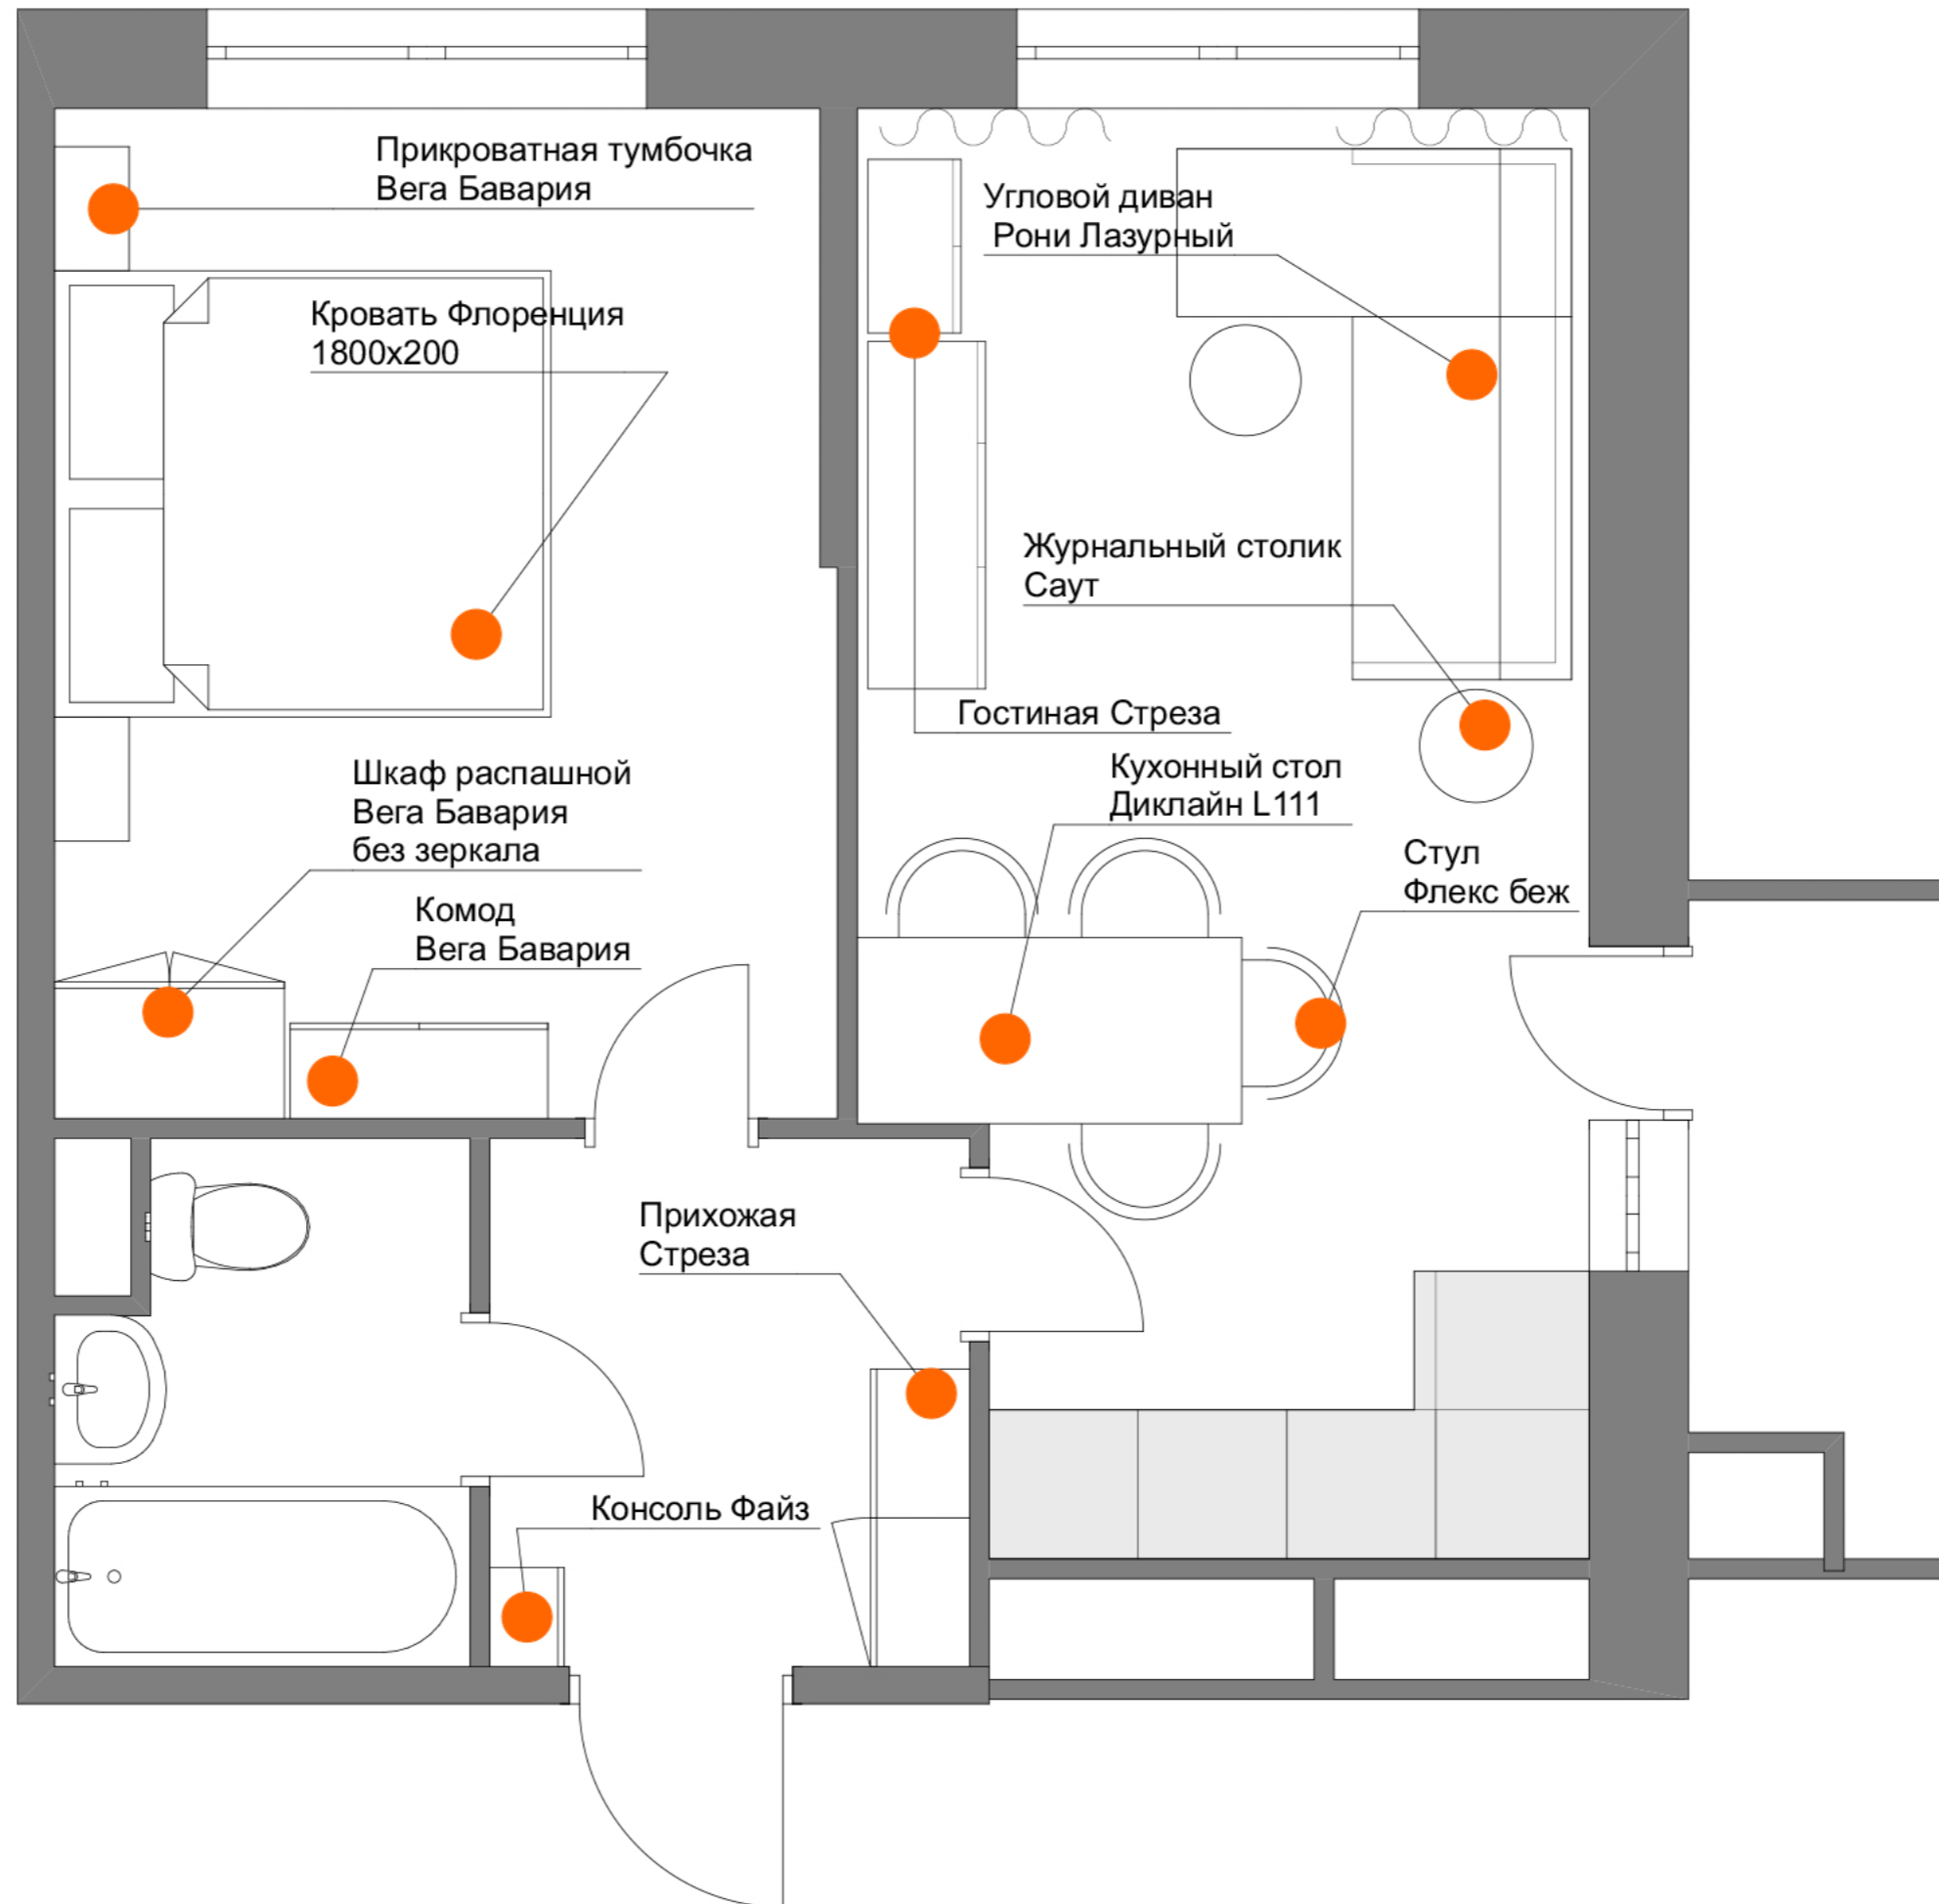 Прикроватная тумбочка
Вега Бавария
Угловой диван
Рони Лазурный
Кровать Флоренция
1800х200
Журнальный столик
Саут
Гостиная Стреза
Кухонный стол
Диклайн L111
Шкаф распашной
Вега Бавария
без зеркала
Стул
Флекс беж
Комод
Вега Бавария
Прихожая
Стреза
Консоль Файз